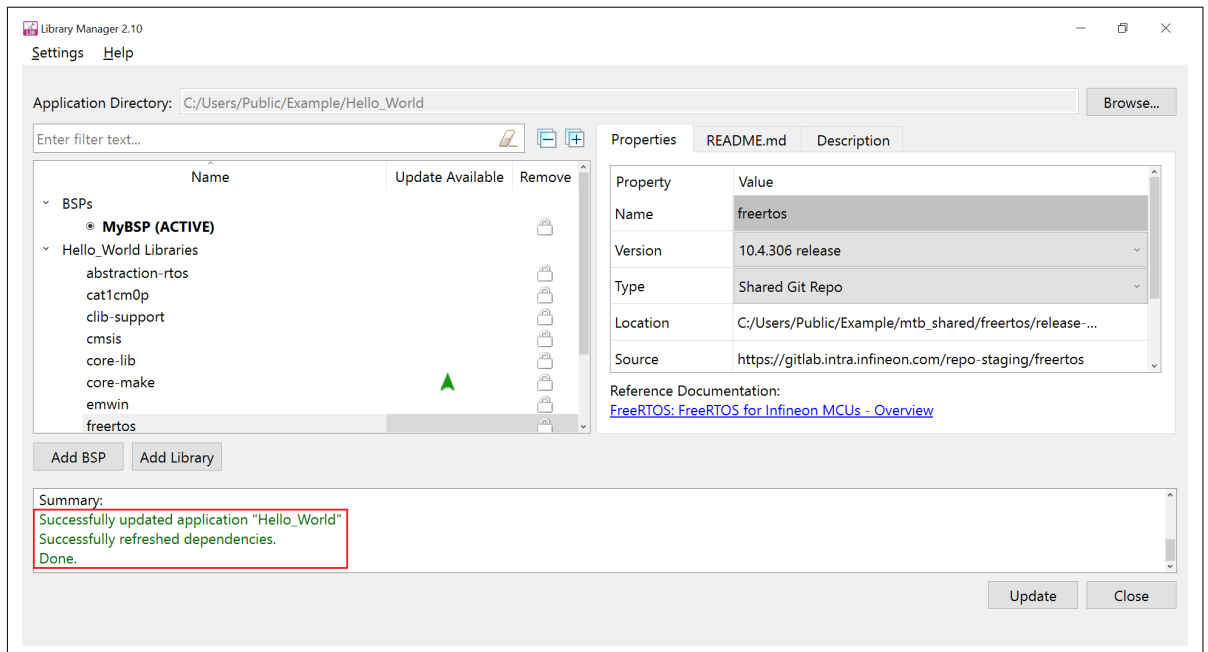 Library Manager 2.10
Settings Help
Application Directory: C:/Users/Public/Example/Hello_World Browse...
Enter filter text...
Name Update Available Remove
BSPs
MyBSP (ACTIVE)
Hello_World Libraries
abstraction-rtos
cat1cm0p
clib-support
cmsis
core-lib
core-make
emwin
freertos
Properties README.md Description
Property Value
Name freertos
Version 10.4.306 release
Type Shared Git Repo
Location C:/Users/Public/Example/mtb_shared/freertos/release-...
Source https://gitlab.intra.infineon.com/repo-staging/freertos
Reference Documentation:
FreeRTOS: FreeRTOS for Infineon MCUs - Overview
Add BSP Add Library
Summary:
Successfully updated application "Hello_World"
Successfully refreshed dependencies.
Done.
Update Close